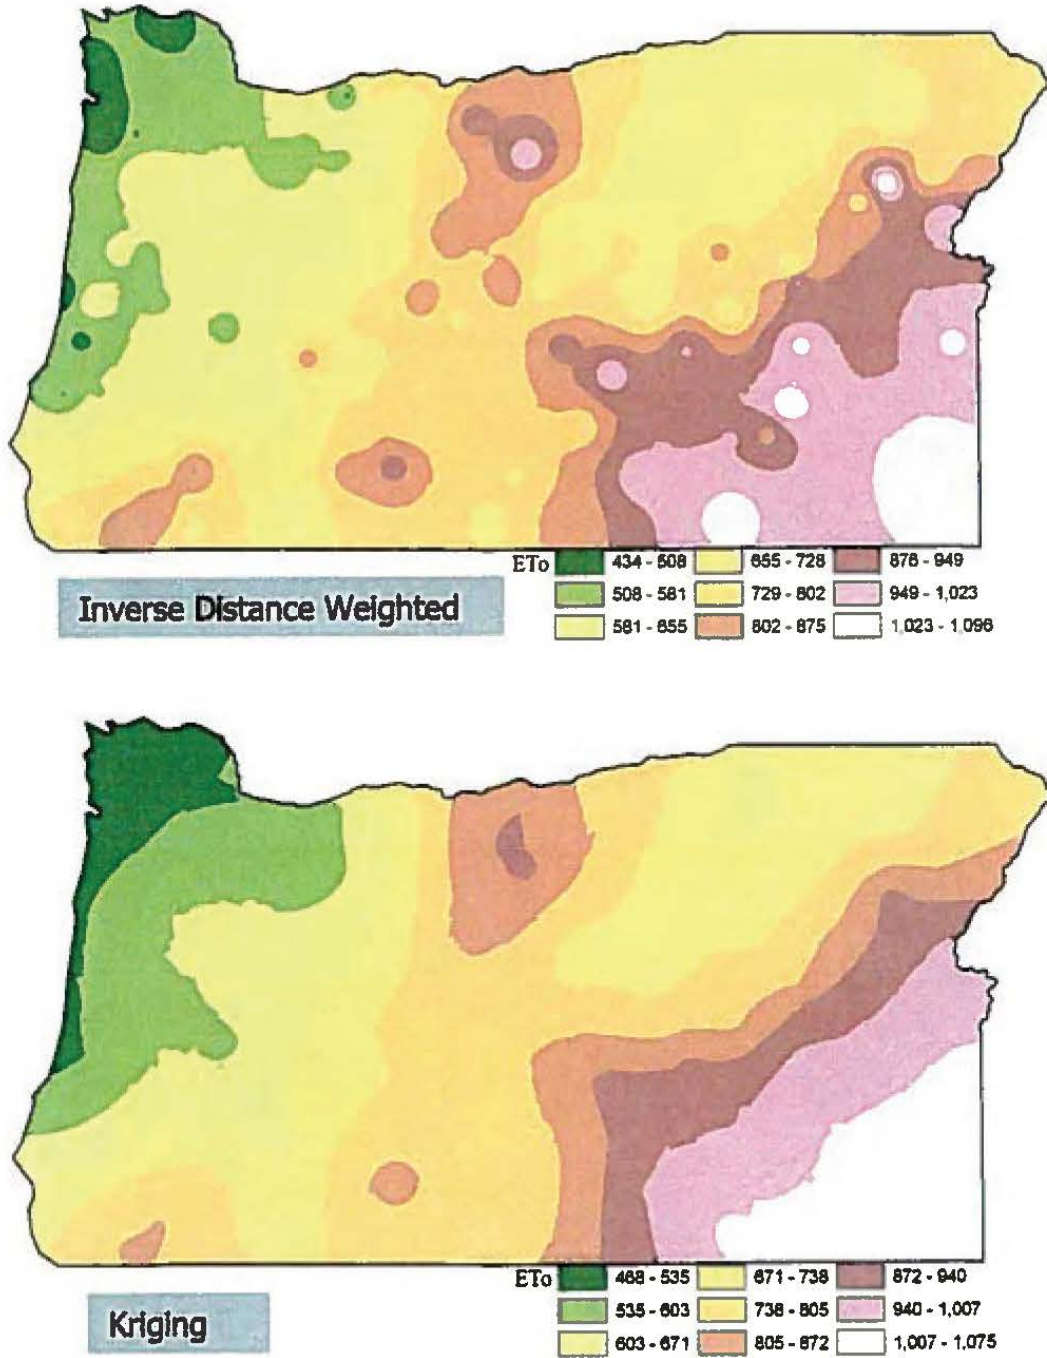 ETo 434 - 508 655 - 728 876 - 949
508 - 581 729 - 802 949 - 1,023
581 - 655 802 - 875 1,023 - 1,096
Inverse Distance Weighted
ETo 468 - 535 671 - 738 872 - 940
535 - 603 738 - 805 940 - 1,007
603 - 671 805 - 872 1,007 - 1,075
Kriging